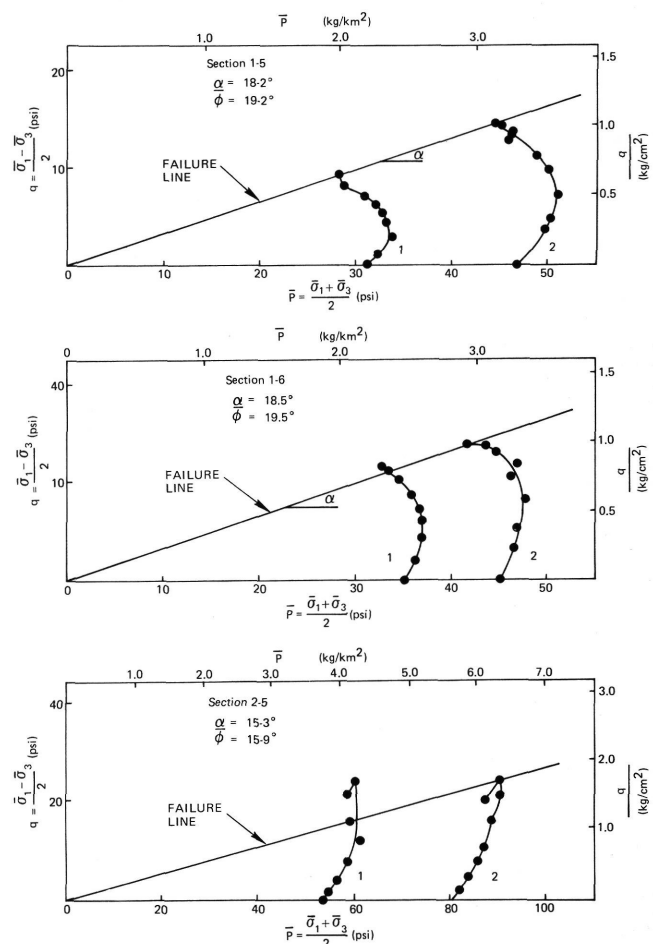 P̄ (kg/km²)
1.0 2.0 3.0
20
10
q = σ̄₁ - σ̄₃ / 2 (psi)
Section 1-5
α = 18-2°
ϕ̄ = 19-2°
FAILURE
LINE
α
1
2
1.5
1.0
0.5
q (kg/cm²)
0 20 30 40 50
P̄ = σ̄₁ + σ̄₃ / 2 (psi)
P̄ (kg/km²)
0 1.0 2.0 3.0
40
10
q = σ̄₁ - σ̄₃ / 2 (psi)
Section 1-6
α = 18.5°
ϕ̄ = 19.5°
FAILURE
LINE
α
1
2
1.5
1.0
0.5
q (kg/cm²)
0 20 30 40 50
P̄ = σ̄₁ + σ̄₃ / 2 (psi)
P̄ (kg/km²)
1.0 2.0 3.0 4.0 5.0 6.0 7.0
40
20
q = σ̄₁ - σ̄₃ / 2 (psi)
Section 2-5
α = 15-3°
ϕ̄ = 15-9°
FAILURE
LINE
1
2
3.0
2.0
1.0
q (kg/cm²)
0 20 40 60 80 100
P̄ = σ̄₁ + σ̄₃ / 2 (psi)